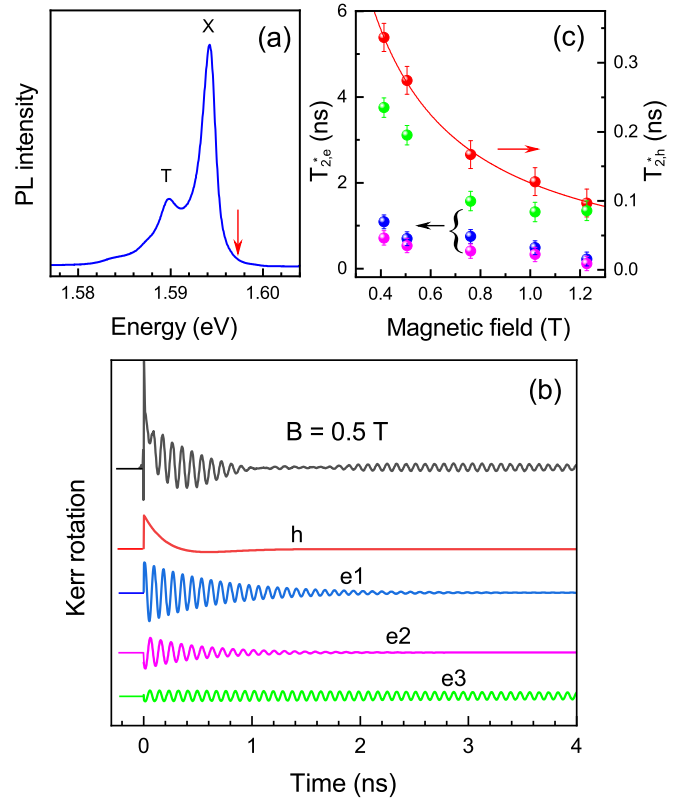 (a)
X
T
PL intensity
1.58
1.59
1.60
Energy (eV)
(c)
6
4
2
0
T*2,e (ns)
0.3
0.2
0.1
0.0
T*2,h (ns)
{
0.4
0.6
0.8
1.0
1.2
Magnetic field (T)
(b)
B = 0.5 T
h
e1
e2
e3
Kerr rotation
0
1
2
3
4
Time (ns)